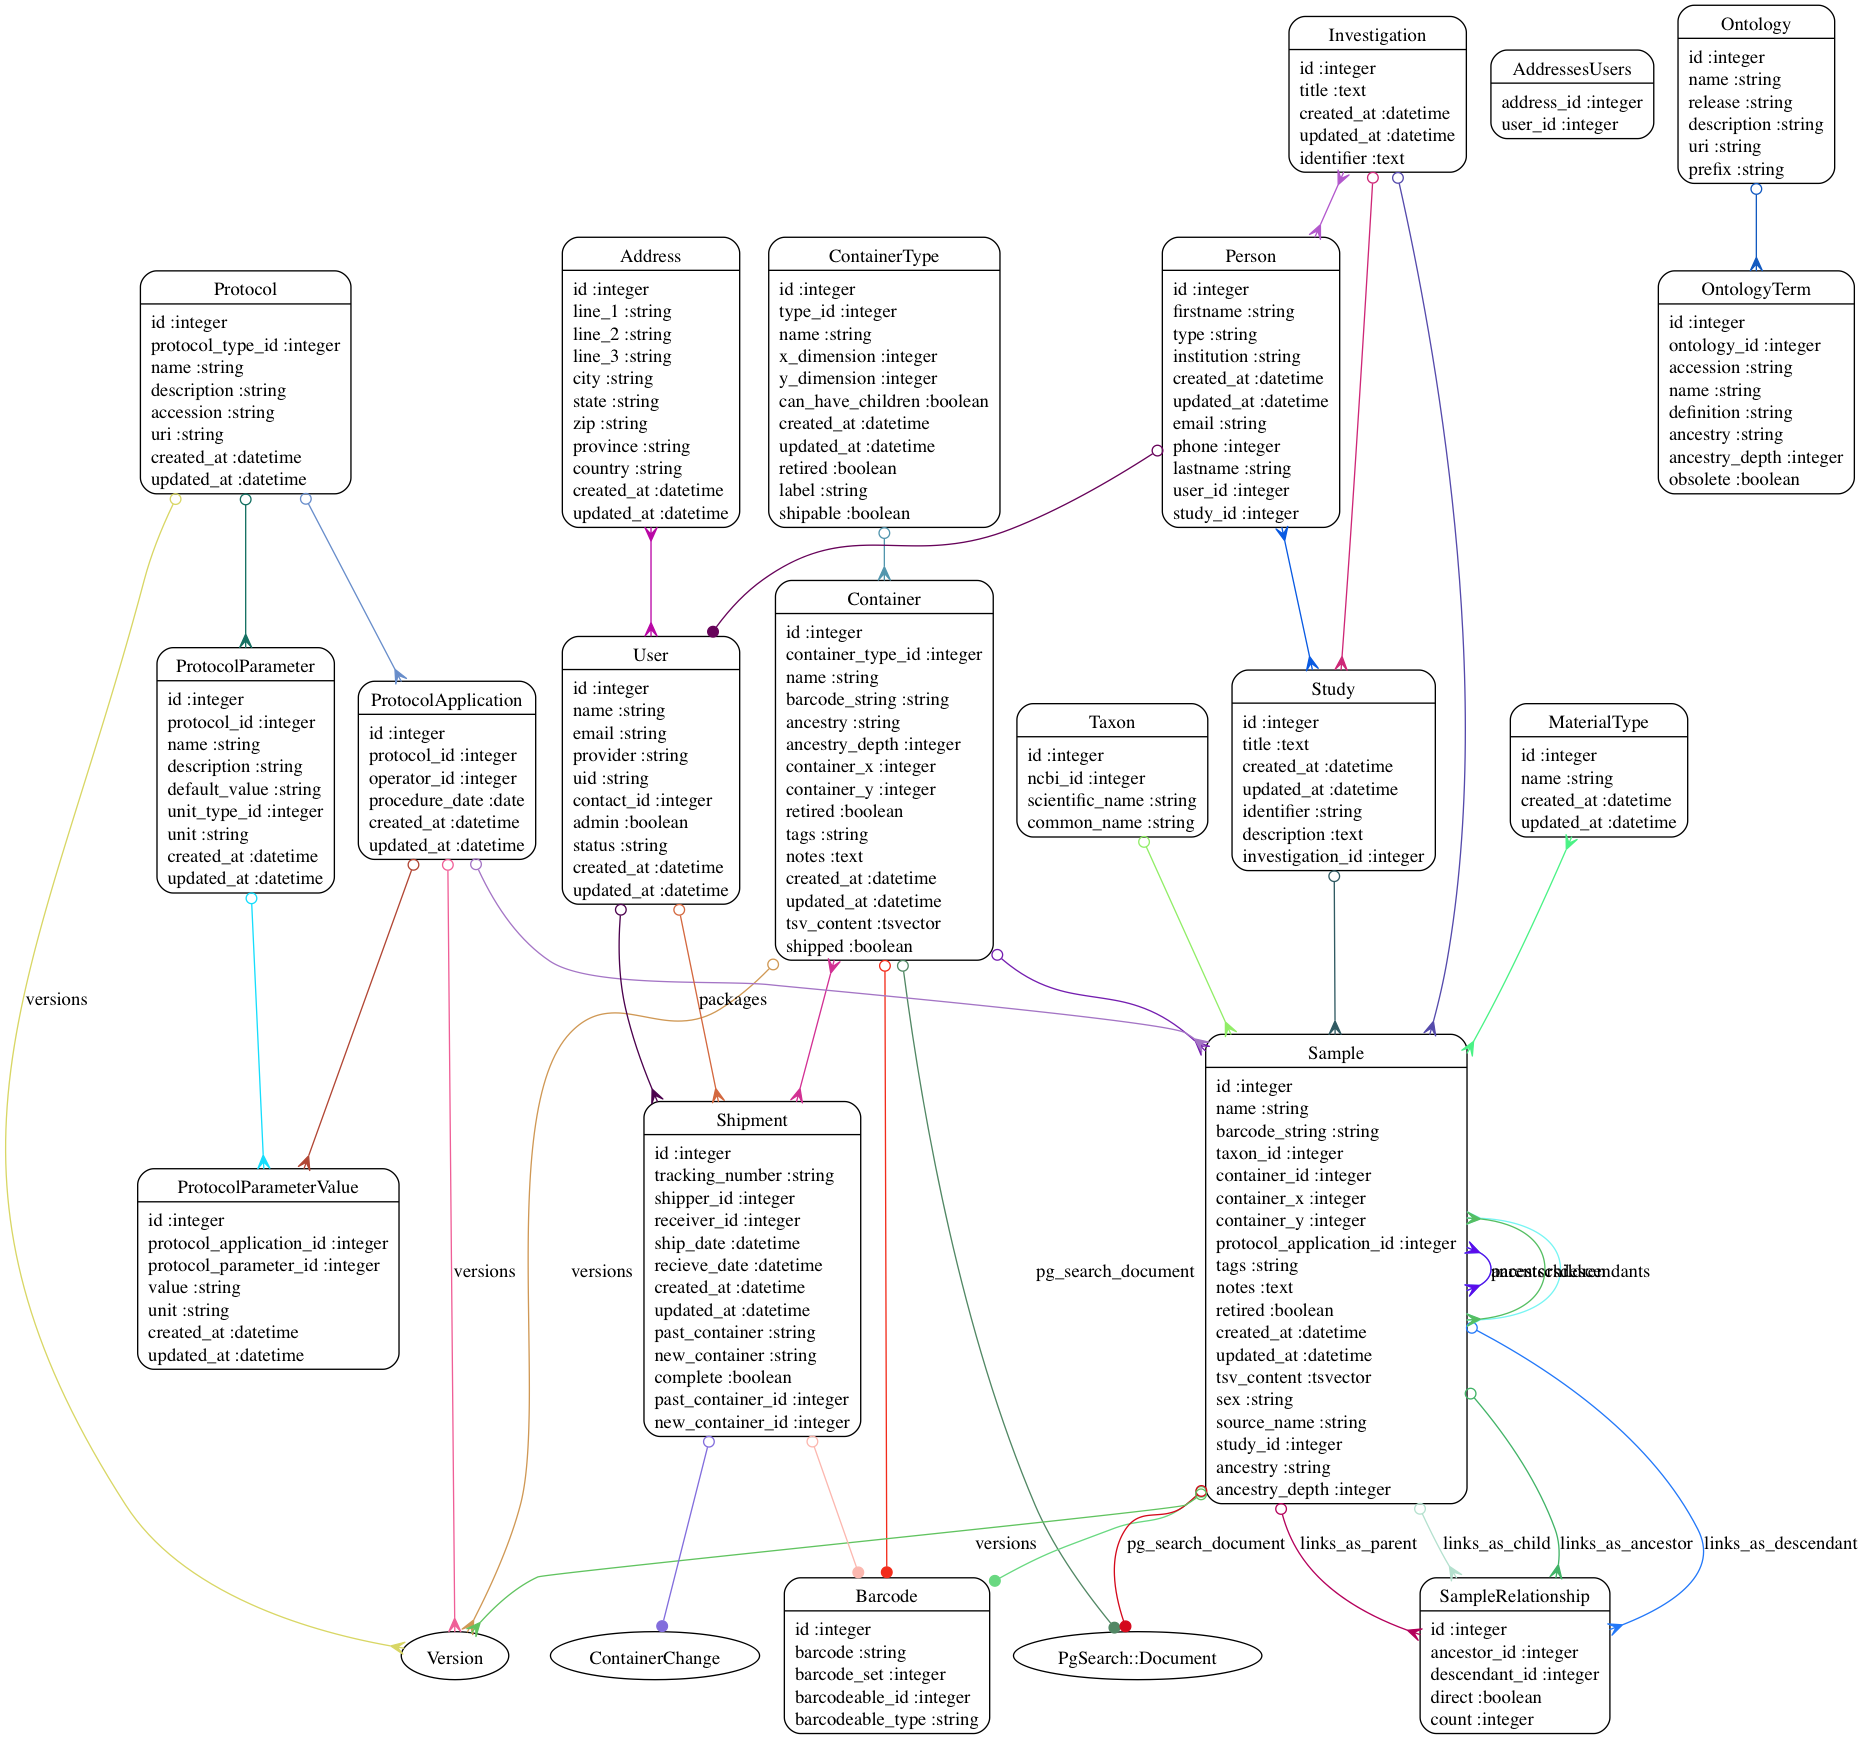 Investigation
id :integer
title :text
created_at :datetime
updated_at :datetime
identifier :text
AddressesUsers
address_id :integer
user_id :integer
Ontology
id :integer
name :string
release :string
description :string
uri :string
prefix :string
Protocol
id :integer
protocol_type_id :integer
name :string
description :string
accession :string
uri :string
created_at :datetime
updated_at :datetime
Address
id :integer
line_1 :string
line_2 :string
line_3 :string
city :string
state :string
zip :string
province :string
country :string
created_at :datetime
updated_at :datetime
ContainerType
id :integer
type_id :integer
name :string
x_dimension :integer
y_dimension :integer
can_have_children :boolean
created_at :datetime
updated_at :datetime
retired :boolean
label :string
shipable :boolean
Person
id :integer
firstname :string
type :string
institution :string
created_at :datetime
updated_at :datetime
email :string
phone :integer
lastname :string
user_id :integer
study_id :integer
OntologyTerm
id :integer
ontology_id :integer
accession :string
name :string
definition :string
ancestry :string
ancestry_depth :integer
obsolete :boolean
ProtocolParameter
id :integer
protocol_id :integer
name :string
description :string
default_value :string
unit_type_id :integer
unit :string
created_at :datetime
updated_at :datetime
ProtocolApplication
id :integer
protocol_id :integer
operator_id :integer
procedure_date :date
created_at :datetime
updated_at :datetime
User
id :integer
name :string
email :string
provider :string
uid :string
contact_id :integer
admin :boolean
status :string
created_at :datetime
updated_at :datetime
Container
id :integer
container_type_id :integer
name :string
barcode_string :string
ancestry :string
ancestry_depth :integer
container_x :integer
container_y :integer
retired :boolean
tags :string
notes :text
created_at :datetime
updated_at :datetime
tsv_content :tsvector
shipped :boolean
Taxon
id :integer
ncbi_id :integer
scientific_name :string
common_name :string
Study
id :integer
title :text
created_at :datetime
updated_at :datetime
identifier :string
description :text
investigation_id :integer
MaterialType
id :integer
name :string
created_at :datetime
updated_at :datetime
versions
packages
ProtocolParameterValue
id :integer
protocol_application_id :integer
protocol_parameter_id :integer
value :string
unit :string
created_at :datetime
updated_at :datetime
versions
versions
Shipment
id :integer
tracking_number :string
shipper_id :integer
receiver_id :integer
ship_date :datetime
recieve_date :datetime
created_at :datetime
updated_at :datetime
past_container :string
new_container :string
complete :boolean
past_container_id :integer
new_container_id :integer
pg_search_document
Sample
id :integer
name :string
barcode_string :string
taxon_id :integer
container_id :integer
container_x :integer
container_y :integer
protocol_application_id :integer
tags :string
notes :text
retired :boolean
created_at :datetime
updated_at :datetime
tsv_content :tsvector
sex :string
source_name :string
study_id :integer
ancestry :string
ancestry_depth :integer
versions
pg_search_document
links_as_parent
links_as_child
links_as_ancestor
links_as_descendant
Version
ContainerChange
Barcode
id :integer
barcode :string
barcode_set :integer
barcodeable_id :integer
barcodeable_type :string
PgSearch::Document
SampleRelationship
id :integer
ancestor_id :integer
descendant_id :integer
direct :boolean
count :integer